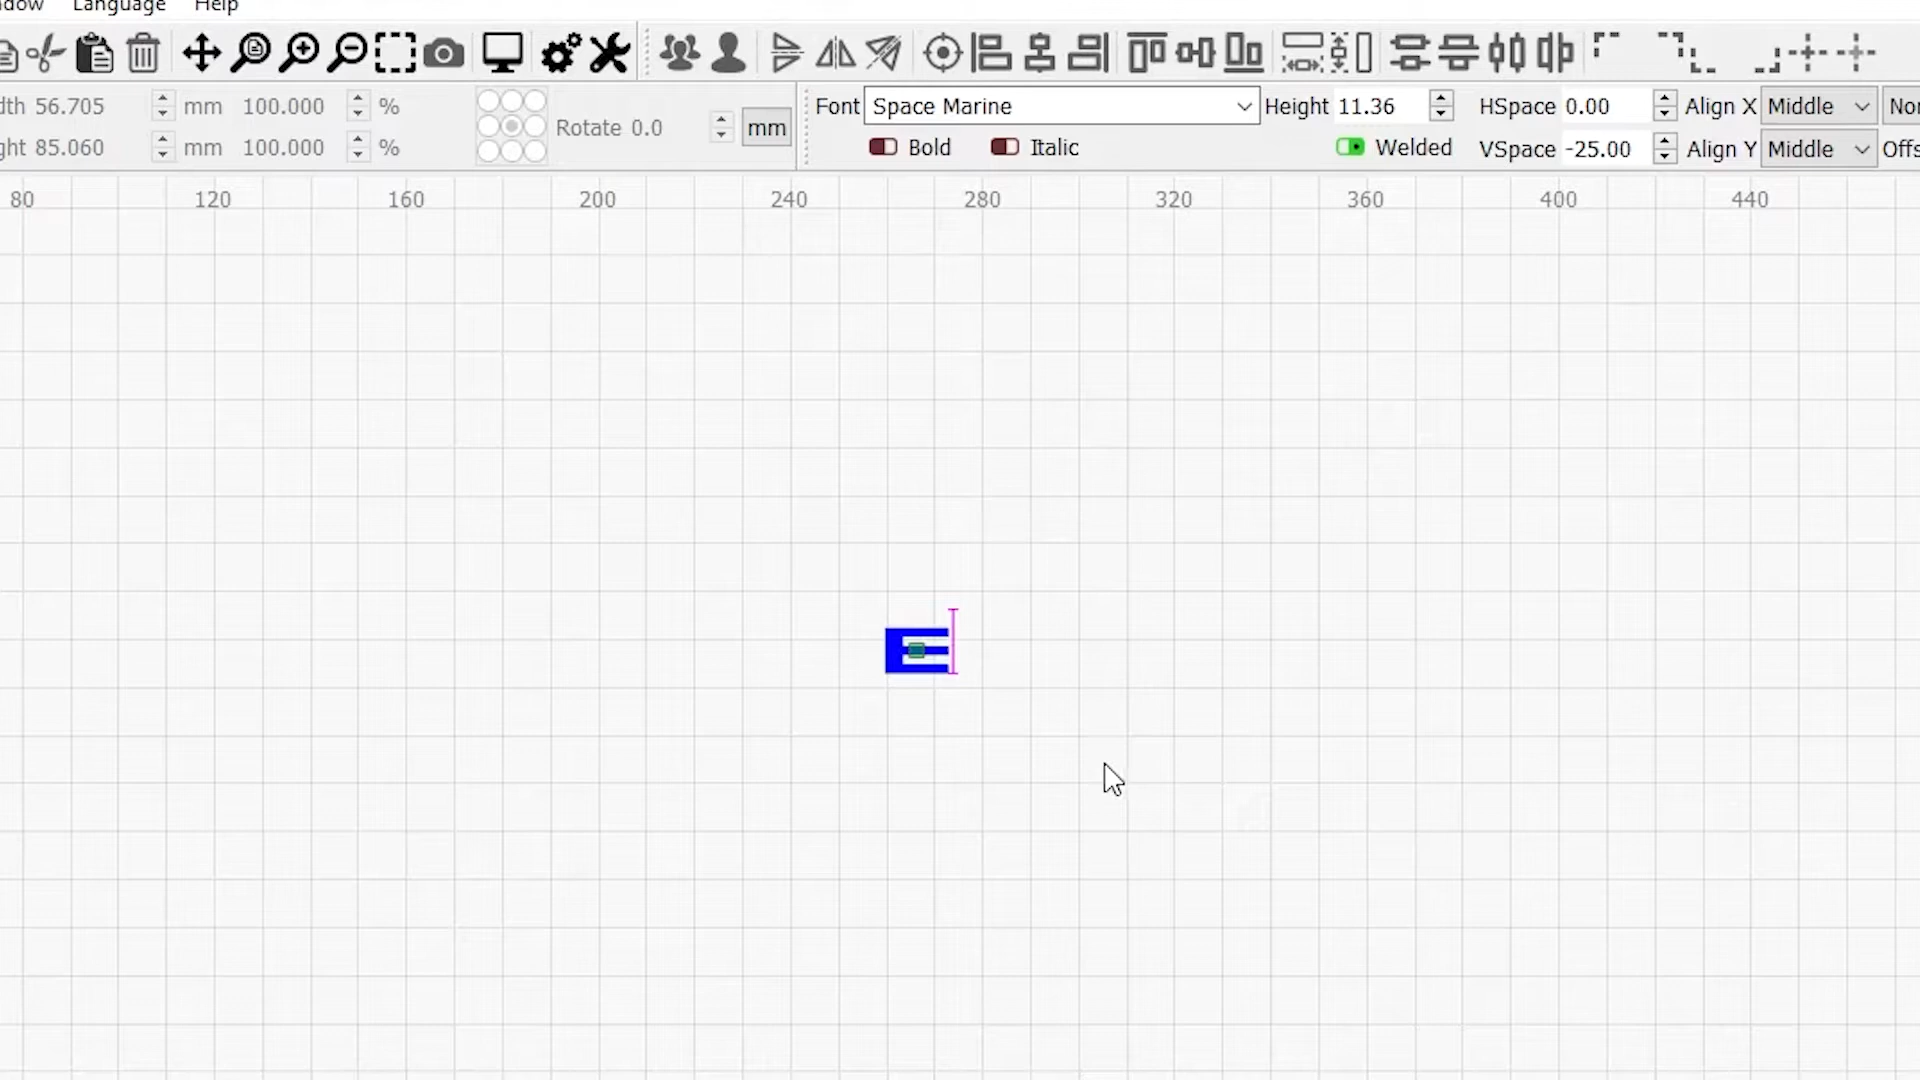 ndow Language Help
dth 56.705 mm 100.000 %
Font Space Marine Height 11.36 HSpace 0.00 Align X Middle Nor
Rotate 0.0 mm
ght 85.060 mm 100.000 %
Bold Italic Welded VSpace -25.00 Align Y Middle Offs
80 120 160 200 240 280 320 360 400 440
E